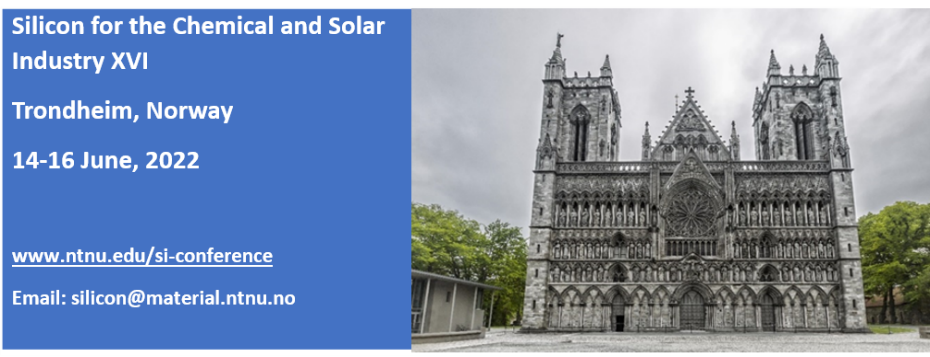 Silicon for the Chemical and Solar
Industry XVI
Trondheim, Norway
14-16 June, 2022
www.ntnu.edu/si-conference
Email: silicon@material.ntnu.no